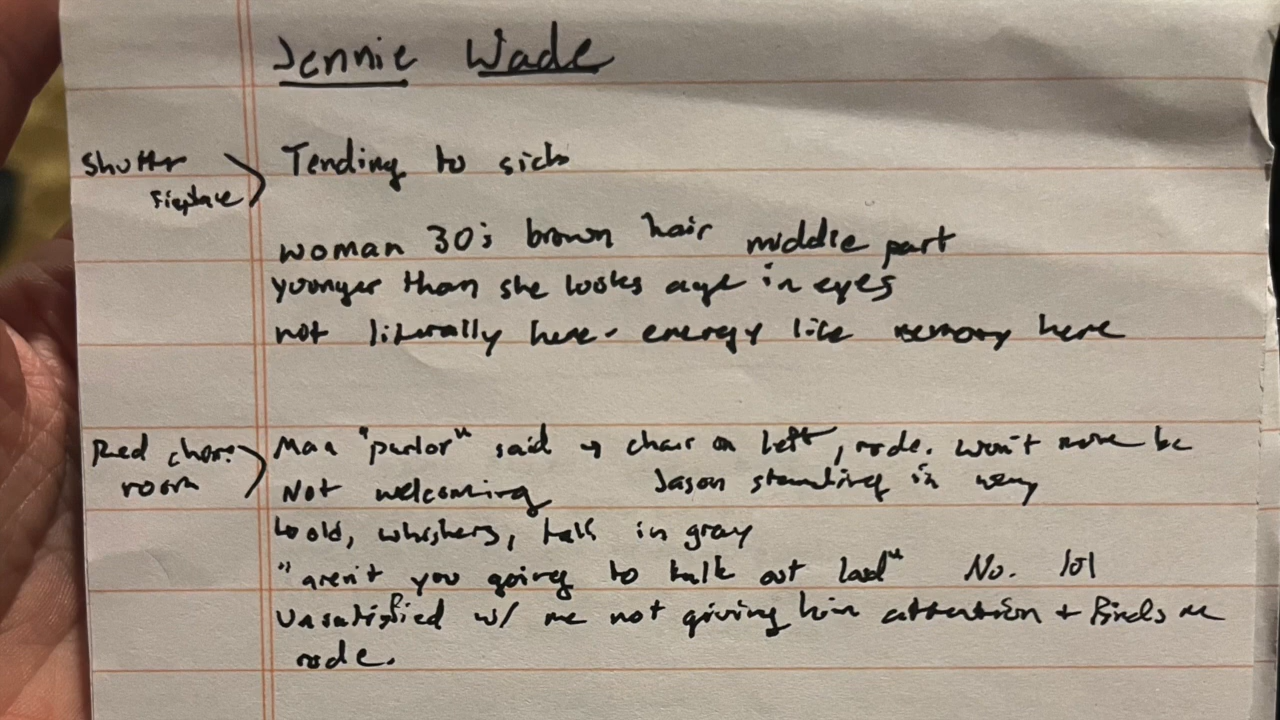 Jennie Wade
Shutter
Fireplace
Tending to sick
woman 30's brown hair middle part
younger than she looks age in eyes
not literally here - energy like memory here
Red
room
Man "parlor" said → chair on left, rude. won't move bc
Not welcoming Jason standing in way
old, whiskers, talk in gray
"aren't you going to talk out loud" No. lol
Unsatisfied w/ me not giving him attention + finds me
rude.